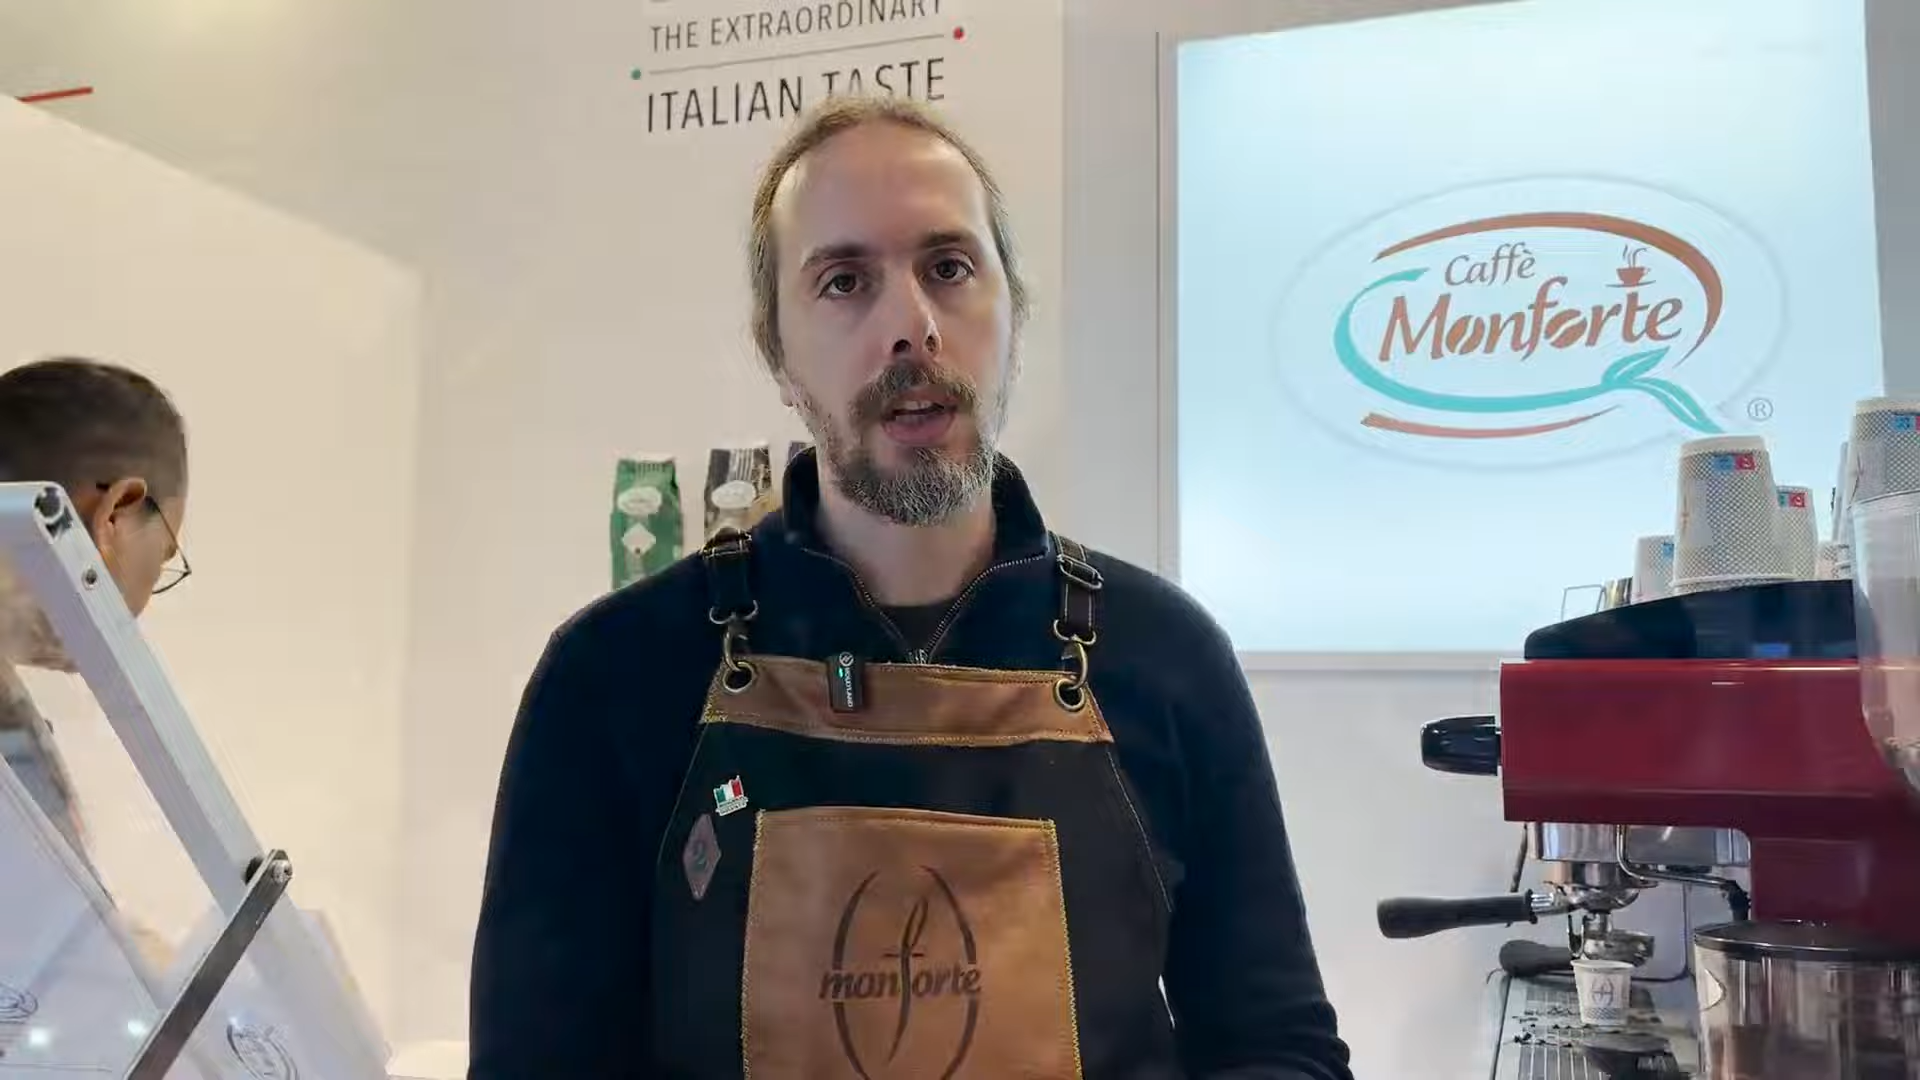 THE EXTRAORDINARY
ITALIAN TASTE
Caffè
Monforte
®
monforte